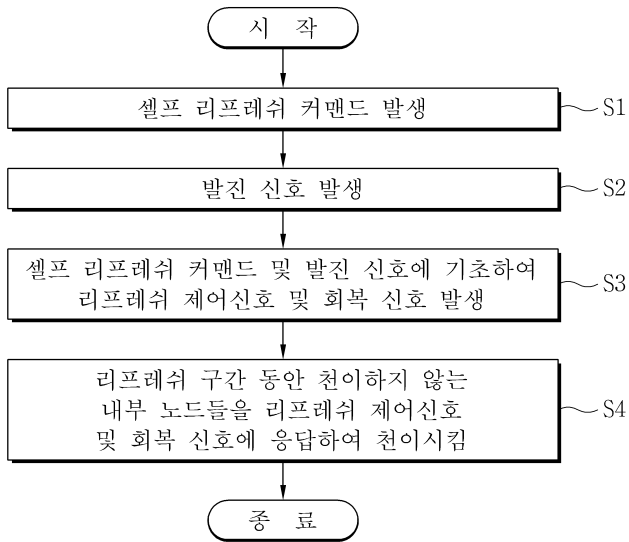 시 작
셀프 리프레쉬 커맨드 발생
S1
발진 신호 발생
S2
셀프 리프레쉬 커맨드 및 발진 신호에 기초하여
리프레쉬 제어신호 및 회복 신호 발생
S3
리프레쉬 구간 동안 천이하지 않는
내부 노드들을 리프레쉬 제어신호
및 회복 신호에 응답하여 천이시킴
S4
종 료